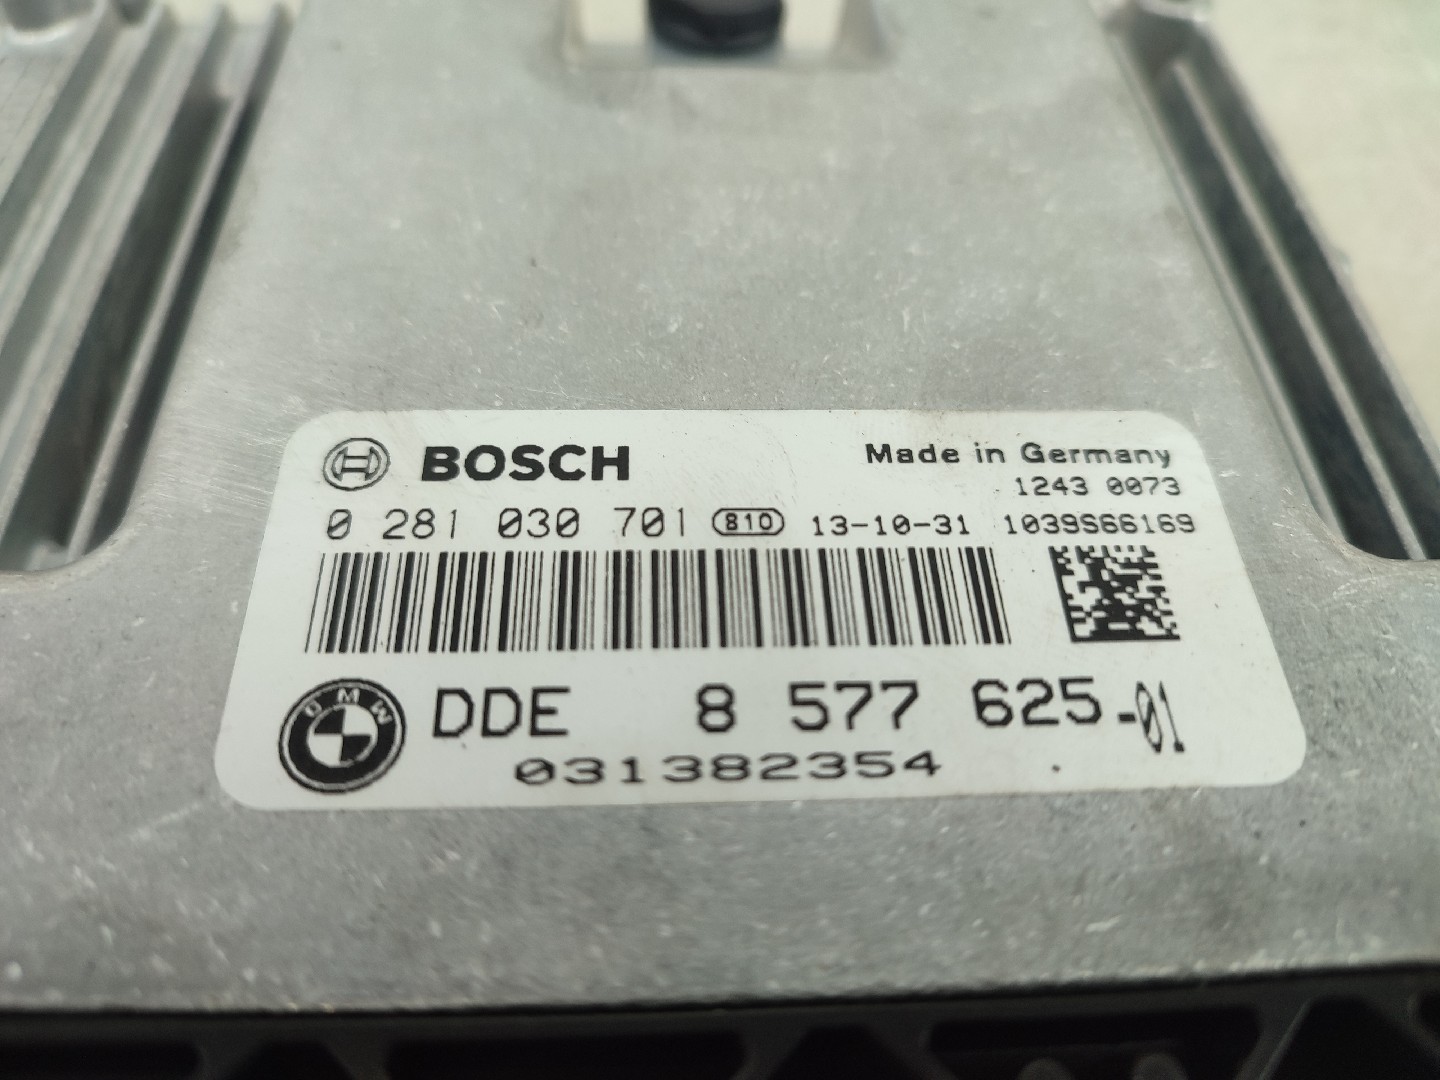 BOSCH
Made in Germany
1243 0073
0 281 030 701 810 13-10-31 1039S66169
BMW DDE 8 577 625-01
031382354